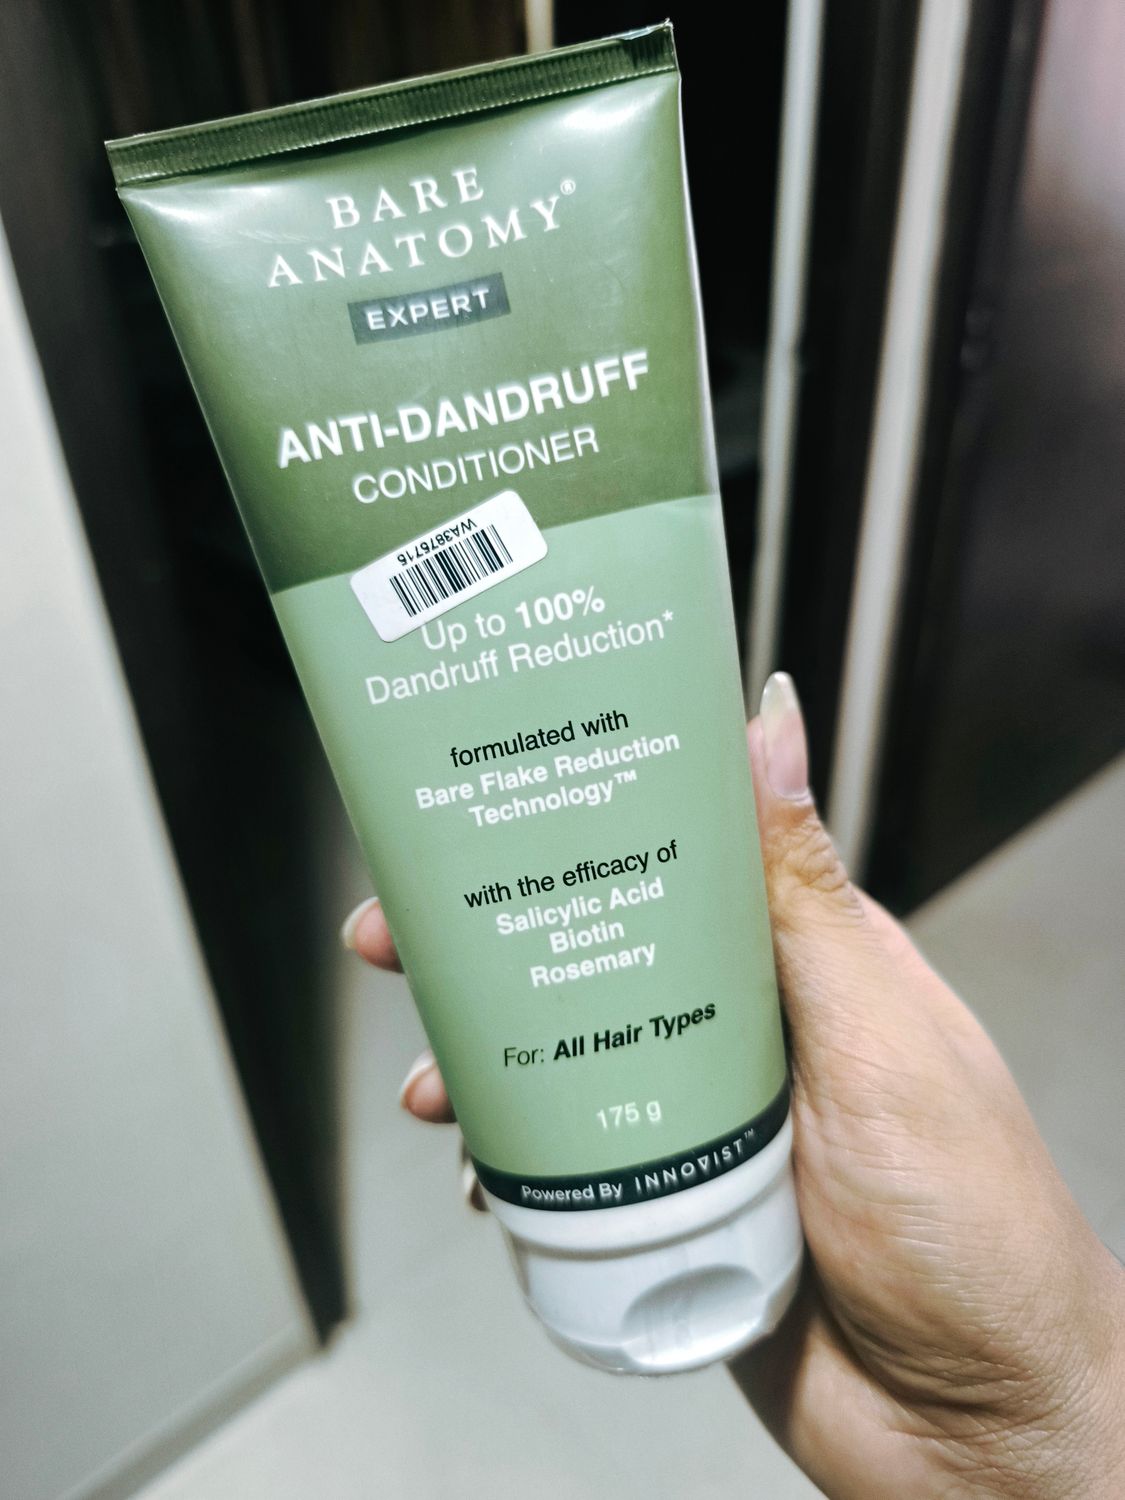 BARE
ANATOMY®
EXPERT
ANTI-DANDRUFF
CONDITIONER
WA3876716
Up to 100%
Dandruff Reduction*
formulated with
Bare Flake Reduction
Technology™
with the efficacy of
Salicylic Acid
Biotin
Rosemary
For: All Hair Types
175 g
Powered By INNOVIST™